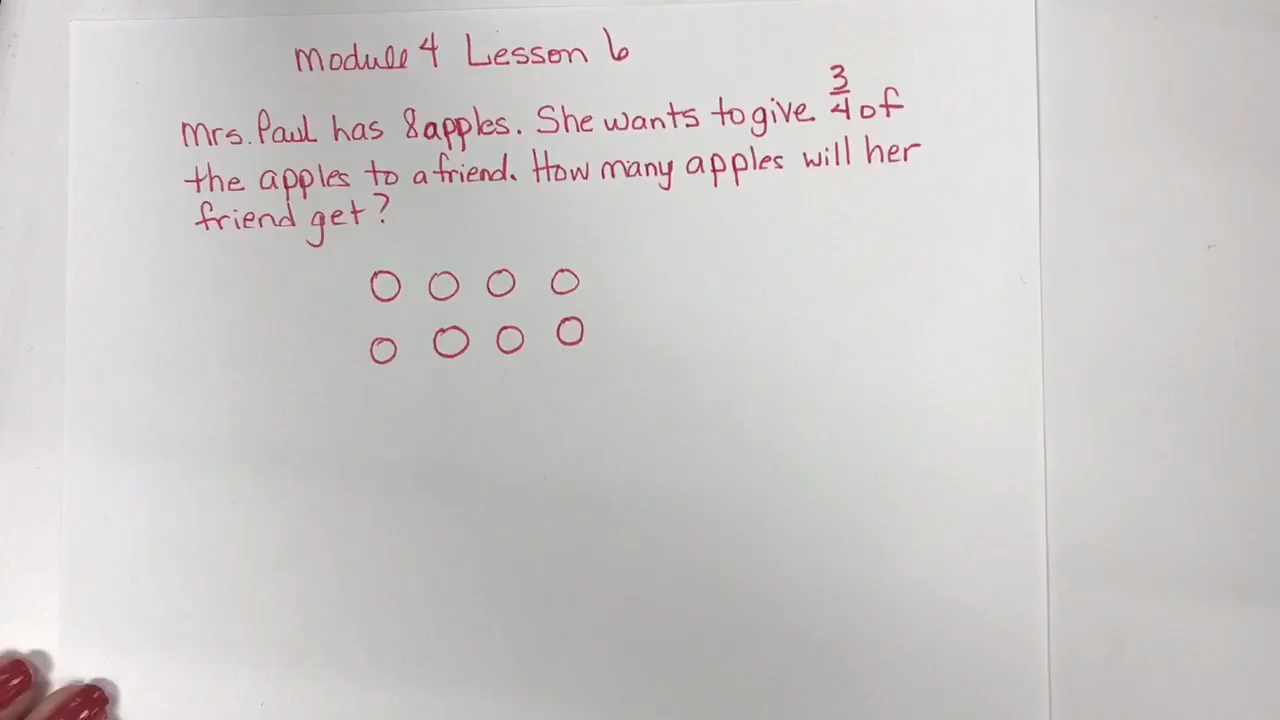 Module 4 Lesson 6
Mrs. Paul has 8 apples. She wants to give 3/4 of
the apples to a friend. How many apples will her
friend get?